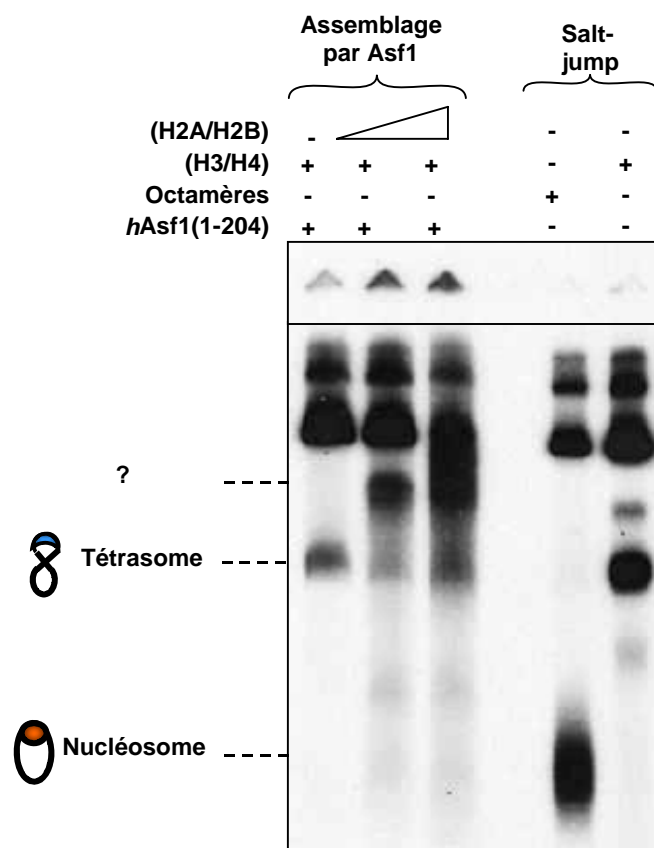 Assemblage
par Asf1
Salt-
jump
(H2A/H2B) - - -
(H3/H4) + + + - +
Octamères - - - + -
hAsf1(1-204) + + + - -
?
Tétrasome
Nucléosome